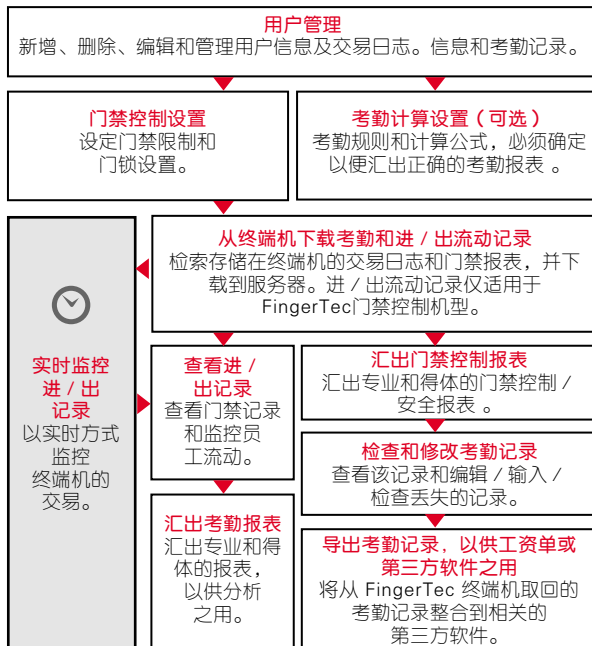 用户管理
新增、删除、编辑和管理用户信息及交易日志。信息和考勤记录。
门禁控制设置
设定门禁限制和
门锁设置。
考勤计算设置（可选）
考勤规则和计算公式，必须确定
以便汇出正确的考勤报表 。
从终端机下载考勤和进 / 出流动记录
检索存储在终端机的交易日志和门禁报表，并下
载到服务器。进 / 出流动记录仅适用于
FingerTec门禁控制机型。
实时监控
进 / 出
记录
以实时方式
监控
终端机的
交易。
查看进 /
出记录
查看门禁记录
和监控员
工流动。
汇出门禁控制报表
汇出专业和得体的门禁控制 /
安全报表 。
检查和修改考勤记录
查看该记录和编辑 / 输入 /
检查丢失的记录。
汇出考勤报表
汇出专业和得
体的报表，
以供分析
之用。
导出考勤记录，以供工资单或
第三方软件之用
将从 FingerTec 终端机取回的
考勤记录整合到相关的
第三方软件。